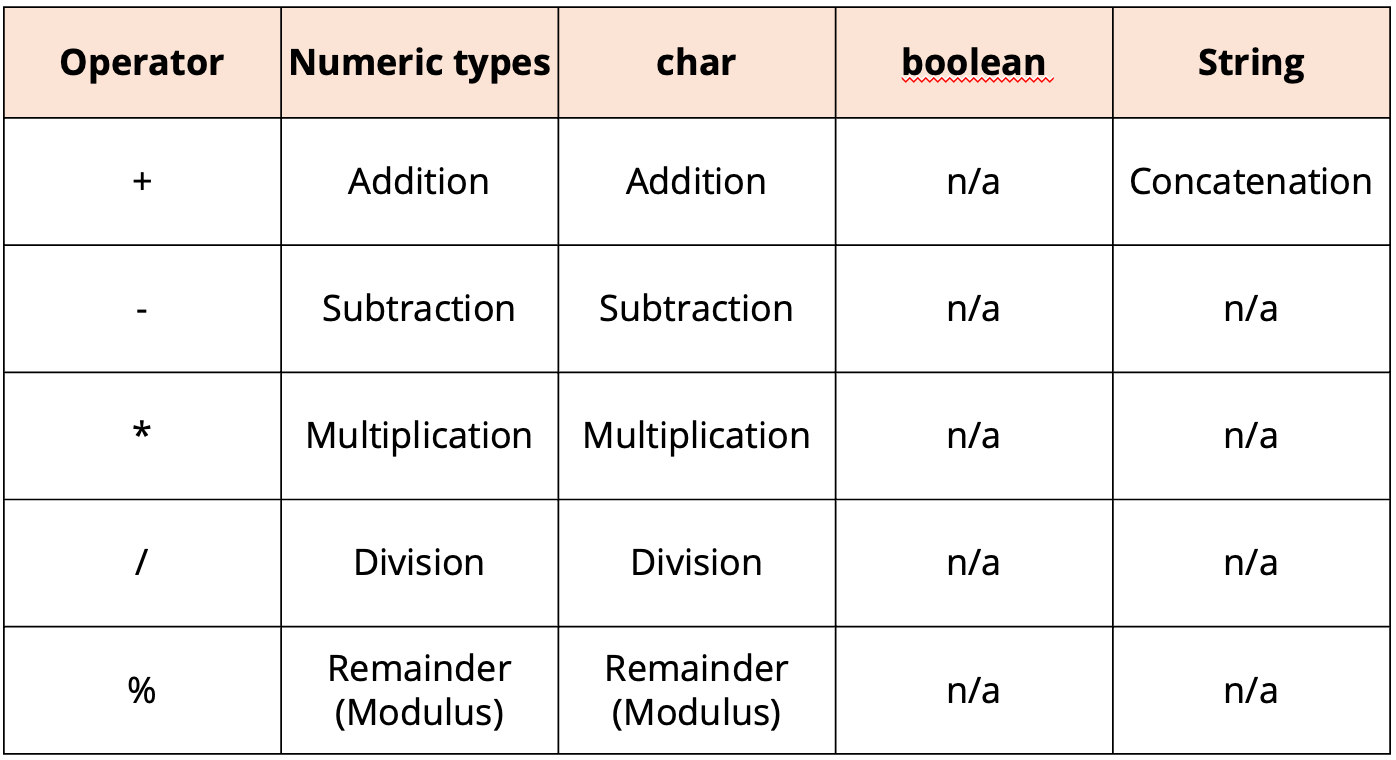 Operator Numeric types char boolean String
+ Addition Addition n/a Concatenation
- Subtraction Subtraction n/a n/a
* Multiplication Multiplication n/a n/a
/ Division Division n/a n/a
% Remainder (Modulus) Remainder (Modulus) n/a n/a